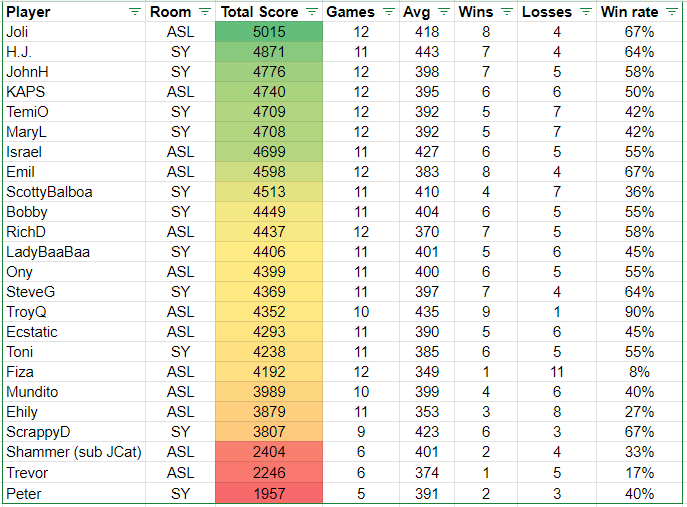 Player Room Total Score Games Avg Wins Losses Win rate
Joli ASL 5015 12 418 8 4 67%
H.J. SY 4871 11 443 7 4 64%
JohnH SY 4776 12 398 7 5 58%
KAPS ASL 4740 12 395 6 6 50%
TemiO SY 4709 12 392 5 7 42%
MaryL SY 4708 12 392 5 7 42%
Israel ASL 4699 11 427 6 5 55%
Emil ASL 4598 12 383 8 4 67%
ScottyBalboa SY 4513 11 410 4 7 36%
Bobby SY 4449 11 404 6 5 55%
RichD ASL 4437 12 370 7 5 58%
LadyBaaBaa SY 4406 11 401 5 6 45%
Ony ASL 4399 11 400 6 5 55%
SteveG SY 4369 11 397 7 4 64%
TroyQ ASL 4352 10 435 9 1 90%
Ecstatic ASL 4293 11 390 5 6 45%
Toni SY 4238 11 385 6 5 55%
Fiza ASL 4192 12 349 1 11 8%
Mundito ASL 3989 10 399 4 6 40%
Ehily ASL 3879 11 353 3 8 27%
ScrappyD SY 3807 9 423 6 3 67%
Shammer (sub JCat) ASL 2404 6 401 2 4 33%
Trevor ASL 2246 6 374 1 5 17%
Peter SY 1957 5 391 2 3 40%